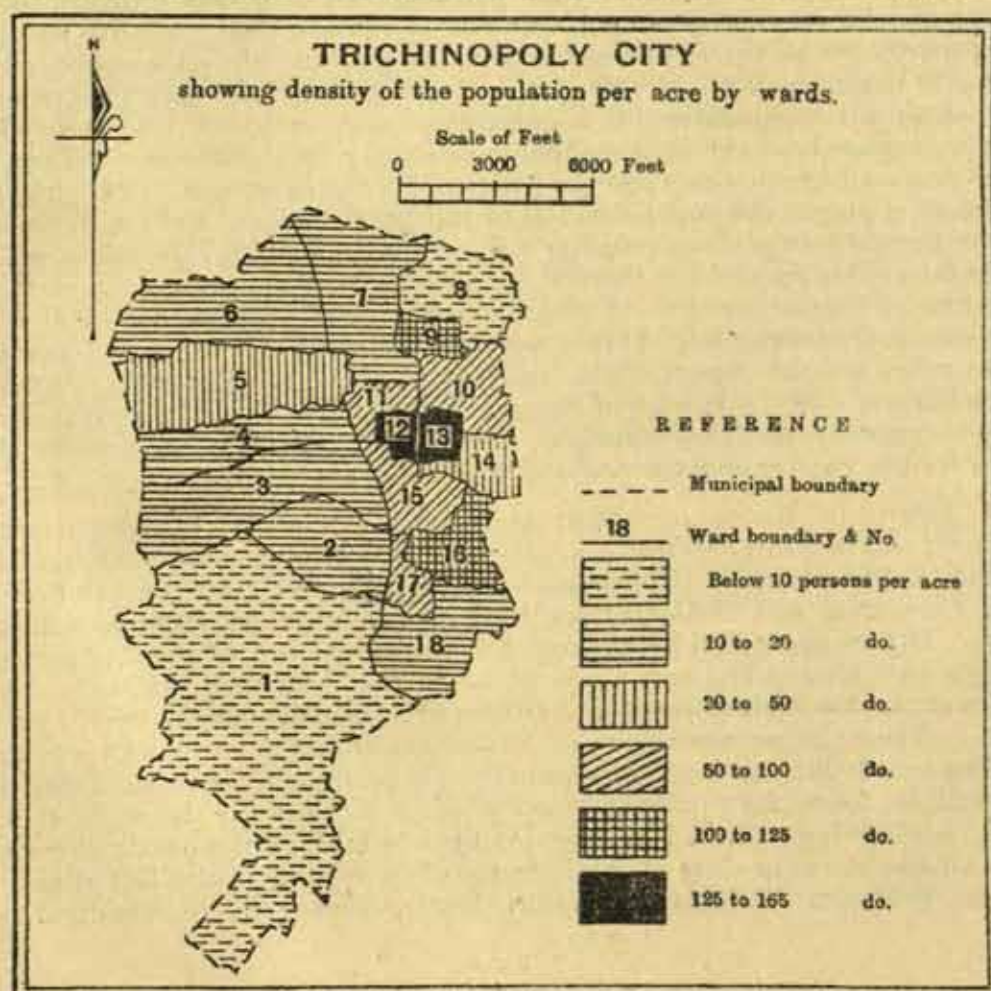 N
TRICHINOPOLY CITY
showing density of the population per acre by wards.
Scale of Feet
0 3000 6000 Feet
8
7
6
9
5
10
11
12
13
4
14
3
15
2
16
17
18
1
REFERENCE
Municipal boundary
18 Ward boundary & No.
Below 10 persons per acre
10 to 20 do.
20 to 50 do.
50 to 100 do.
100 to 125 do.
125 to 165 do.